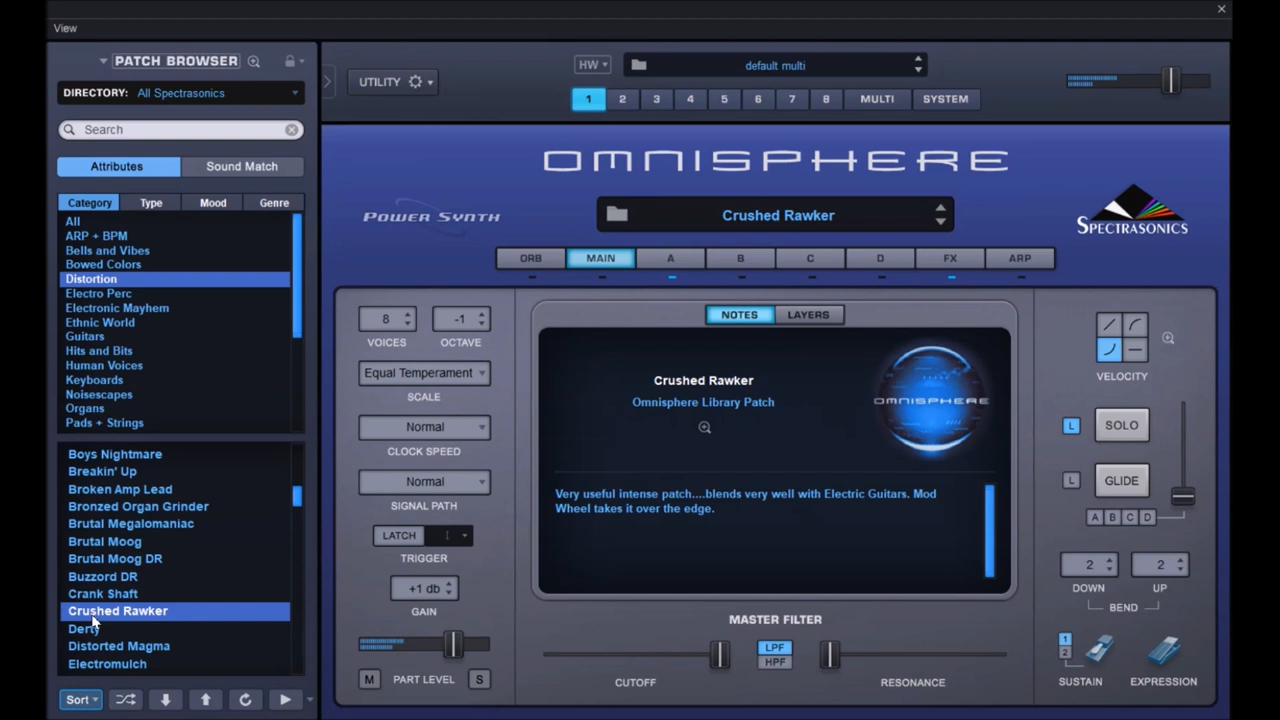 View
PATCH BROWSER
DIRECTORY: All Spectrasonics
Search
Attributes
Sound Match
Category
Type
Mood
Genre
All
ARP + BPM
Bells and Vibes
Bowed Colors
Distortion
Electro Perc
Electronic Mayhem
Ethnic World
Guitars
Hits and Bits
Human Voices
Keyboards
Noisescapes
Organs
Pads + Strings
Boys Nightmare
Breakin' Up
Broken Amp Lead
Bronzed Organ Grinder
Brutal Megalomaniac
Brutal Moog
Brutal Moog DR
Buzzord DR
Crank Shaft
Crushed Rawker
Derty
Distorted Magma
Electromulch
Sort
UTILITY
HW
default multi
1 2 3 4 5 6 7 8 MULTI SYSTEM
OMNISPHERE
POWER SYNTH
Crushed Rawker
SPECTRASONICS
ORB MAIN A B C D FX ARP
8
VOICES
-1
OCTAVE
Equal Temperament
SCALE
Normal
CLOCK SPEED
Normal
SIGNAL PATH
LATCH
TRIGGER
+1 db
GAIN
M PART LEVEL S
NOTES LAYERS
Crushed Rawker
Omnisphere Library Patch
OMNISPHERE
Very useful intense patch....blends very well with Electric Guitars. Mod
Wheel takes it over the edge.
MASTER FILTER
LPF
HPF
CUTOFF
RESONANCE
VELOCITY
L SOLO
L GLIDE
A B C D
2
DOWN
2
UP
BEND
1
2
SUSTAIN
EXPRESSION